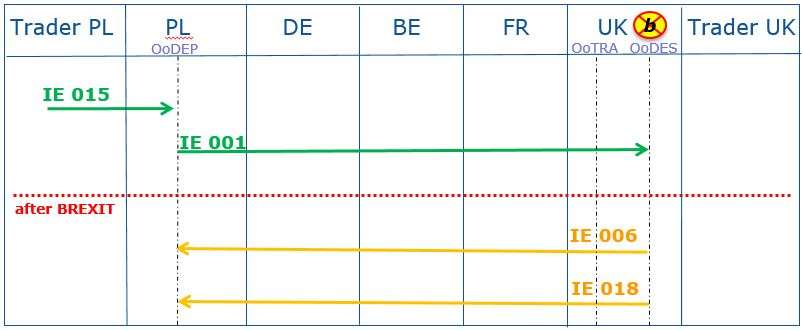 Trader PL PL DE BE FR UK b Trader UK
OoDEP OoTRA OoDES
IE 015
IE 001
after BREXIT
IE 006
IE 018